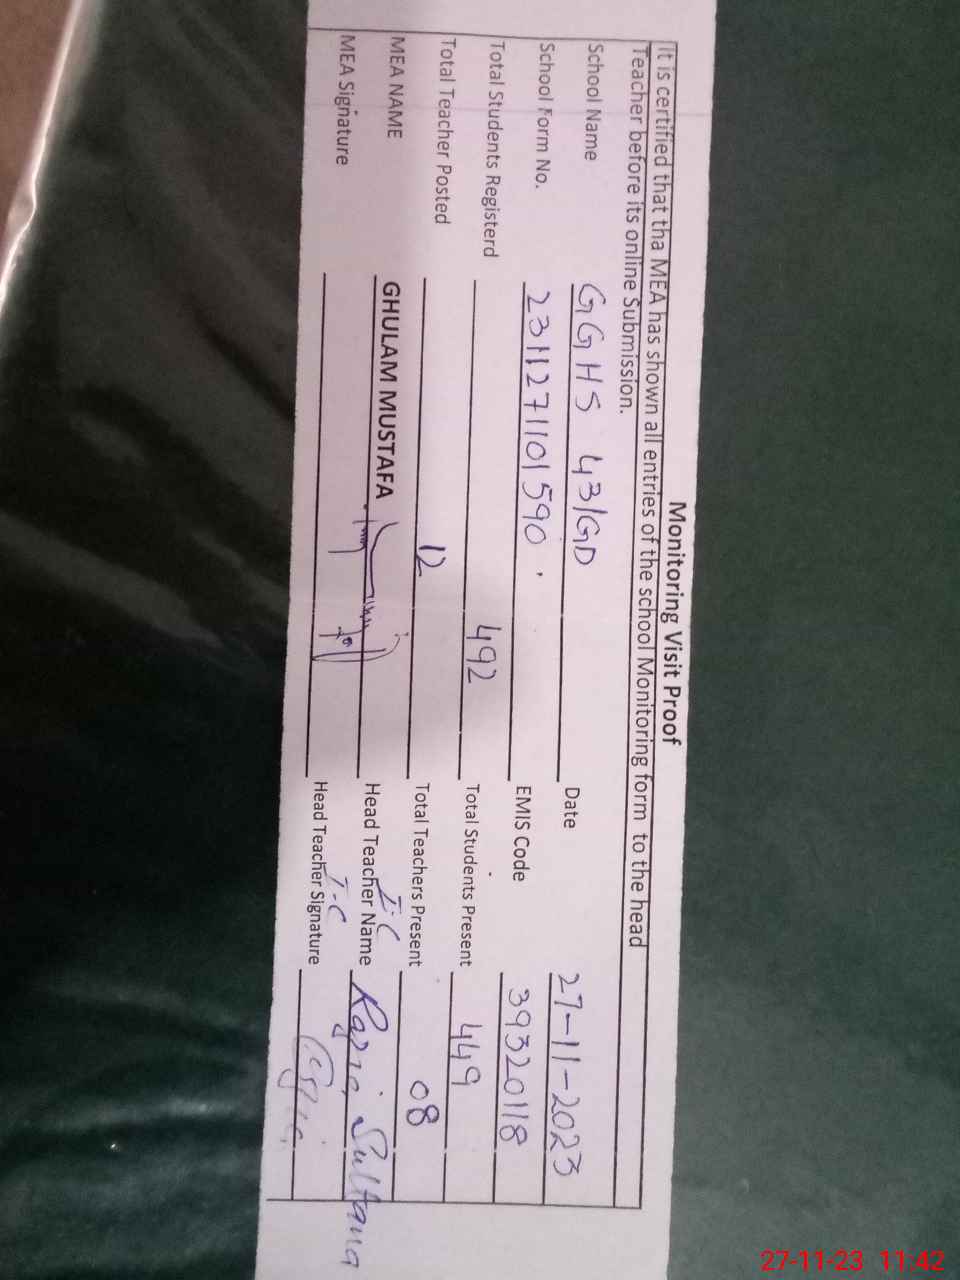 Monitoring Visit Proof
It is certified that tha MEA has shown all entries of the school Monitoring form to the head
Teacher before its online Submission.
School Name GGHS 43/GD Date 27-11-2023
School Form No. 2311271101590 EMIS Code 39320118
Total Students Registerd 492 Total Students Present 449
Total Teacher Posted 12 Total Teachers Present 08
MEA NAME GHULAM MUSTAFA Head Teacher Name I.C Razia Sultana
MEA Signature Head Teacher Signature I-C
27-11-23 11:42